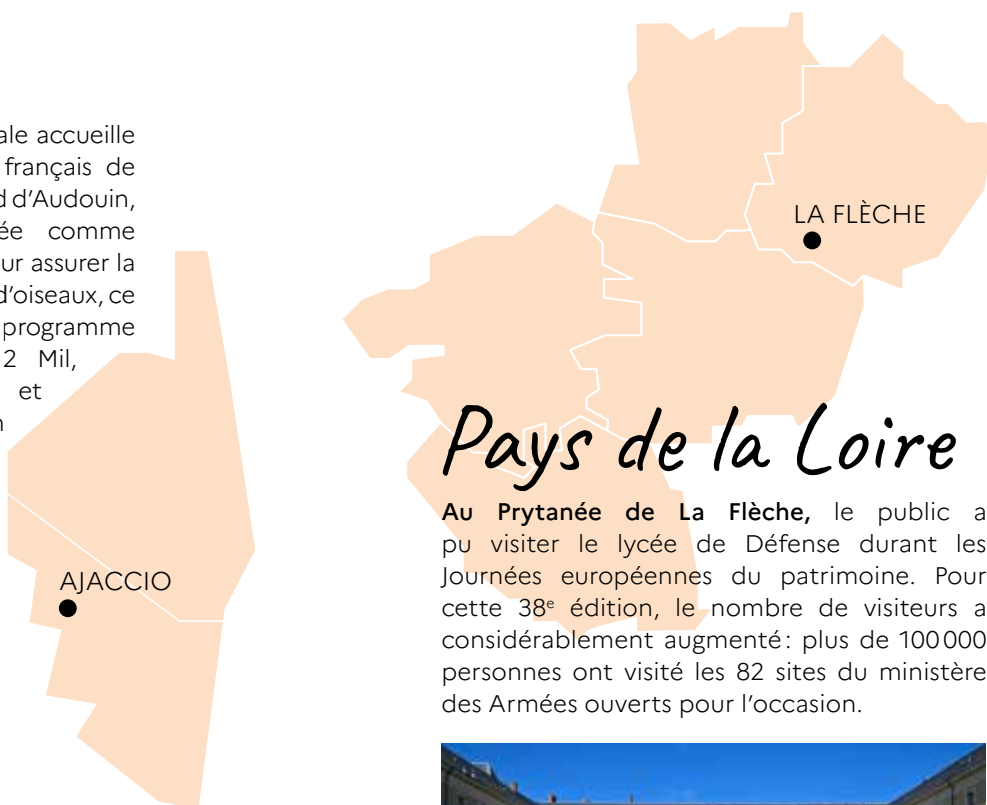 ale accueille
français de
d d'Audouin,
ée comme
ur assurer la
d'oiseaux, ce
programme
2 Mil,
et
n
AJACCIO
LA FLÈCHE
Pays de la Loire
Au Prytanée de La Flèche, le public a
pu visiter le lycée de Défense durant les
Journées européennes du patrimoine. Pour
cette 38e édition, le nombre de visiteurs a
considérablement augmenté : plus de 100 000
personnes ont visité les 82 sites du ministère
des Armées ouverts pour l'occasion.